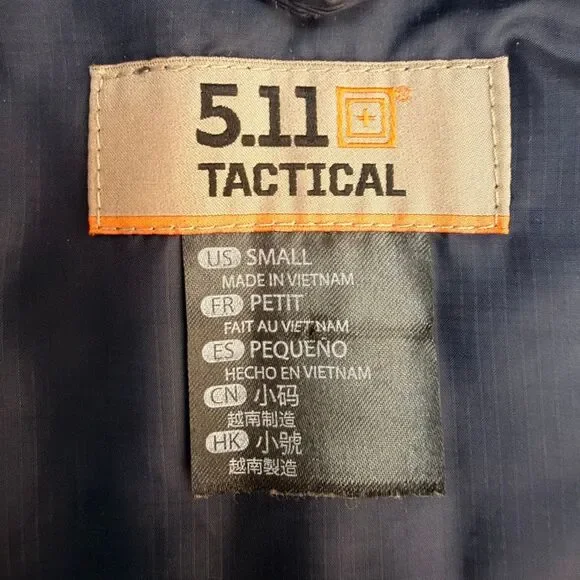 5.11®
TACTICAL
US SMALL
MADE IN VIETNAM
FR PETIT
FAIT AU VIETNAM
ES PEQUEÑO
HECHO EN VIETNAM
CN 小码
越南制造
HK 小號
越南製造